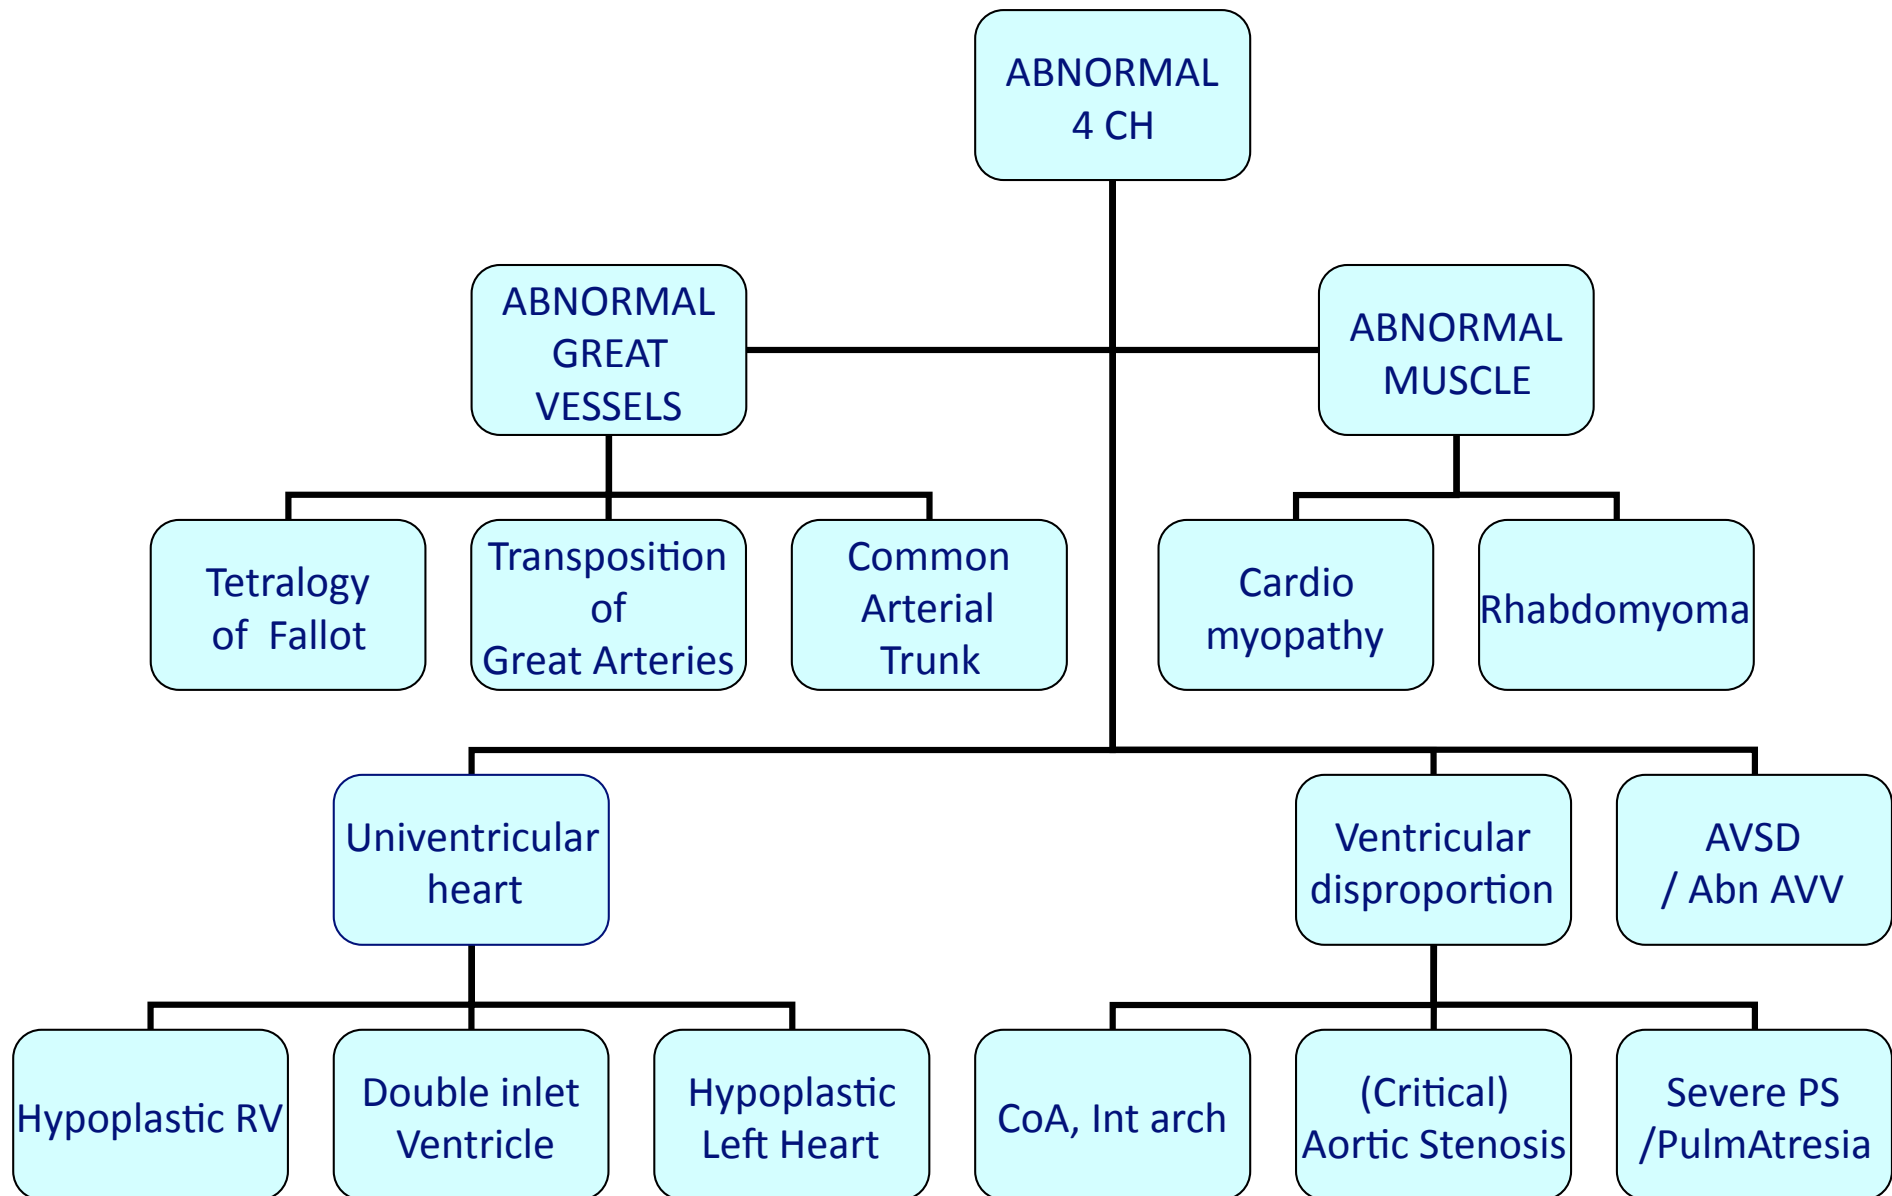 ABNORMAL
4 CH
ABNORMAL
GREAT
VESSELS
ABNORMAL
MUSCLE
Tetralogy
of  Fallot
Transposition
of
Great Arteries
Common
Arterial
Trunk
Cardio
myopathy
Rhabdomyoma
Univentricular
heart
Ventricular
disproportion
AVSD
/ Abn AVV
Hypoplastic RV
Double inlet
Ventricle
Hypoplastic
Left Heart
CoA, Int arch
(Critical)
Aortic Stenosis
Severe PS
/PulmAtresia